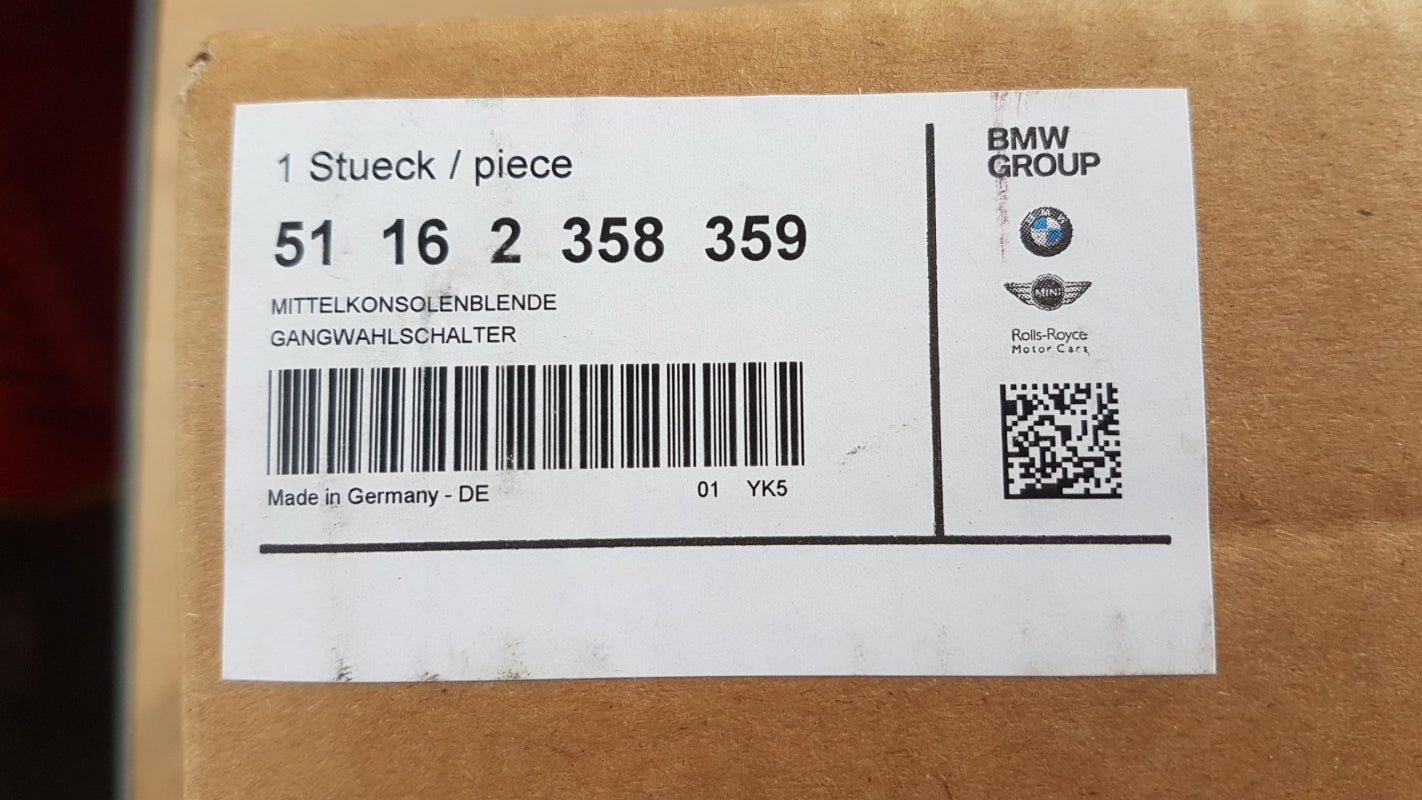 1 Stueck / piece
51 16 2 358 359
MITTELKONSOLENBLENDE
GANGWAHLSCHALTER
Made in Germany - DE 01 YK5
BMW
GROUP
MINI
Rolls-Royce
Motor Cars